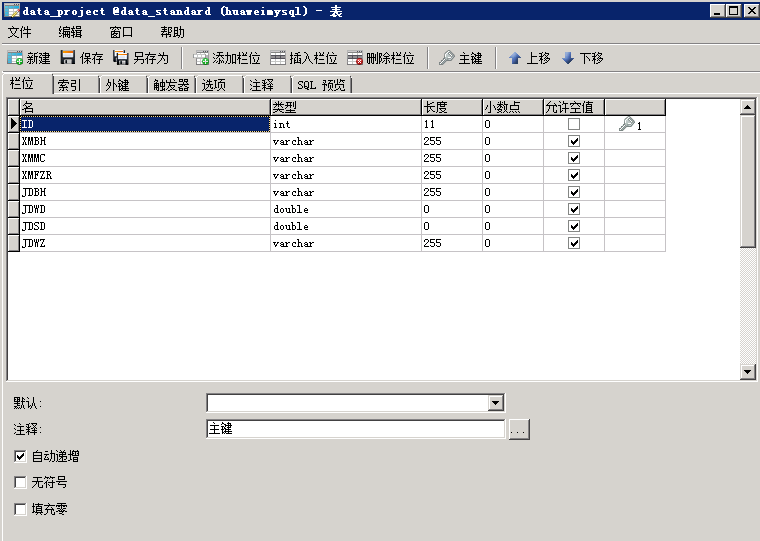 data_project @data_standard (huaweimysql) - 表
文件 编辑 窗口 帮助
新建 保存 另存为 添加栏位 插入栏位 删除栏位 主键 上移 下移
栏位 索引 外键 触发器 选项 注释 SQL 预览
名 类型 长度 小数点 允许空值
ID int 11 0 1
XMBH varchar 255 0
XMMC varchar 255 0
XMFZR varchar 255 0
JDBH varchar 255 0
JDWD double 0 0
JDSD double 0 0
JDWZ varchar 255 0
默认:
注释: 主键 ...
自动递增
无符号
填充零